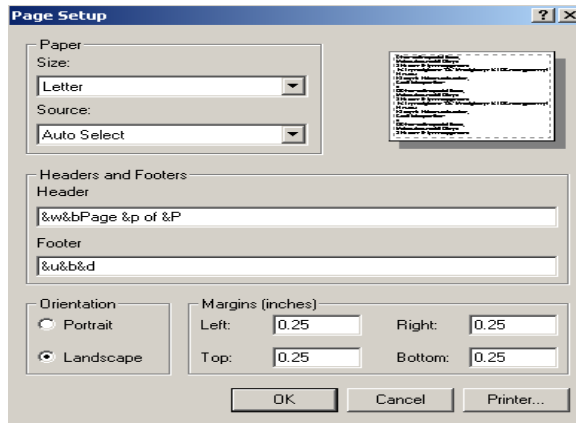 Page Setup
Paper
Size:
Letter
Source:
Auto Select
Headers and Footers
Header
&w&bPage &p of &P
Footer
&u&b&d
Orientation
Portrait
Landscape
Margins (inches)
Left: 0.25 Right: 0.25
Top: 0.25 Bottom: 0.25
OK Cancel Printer...